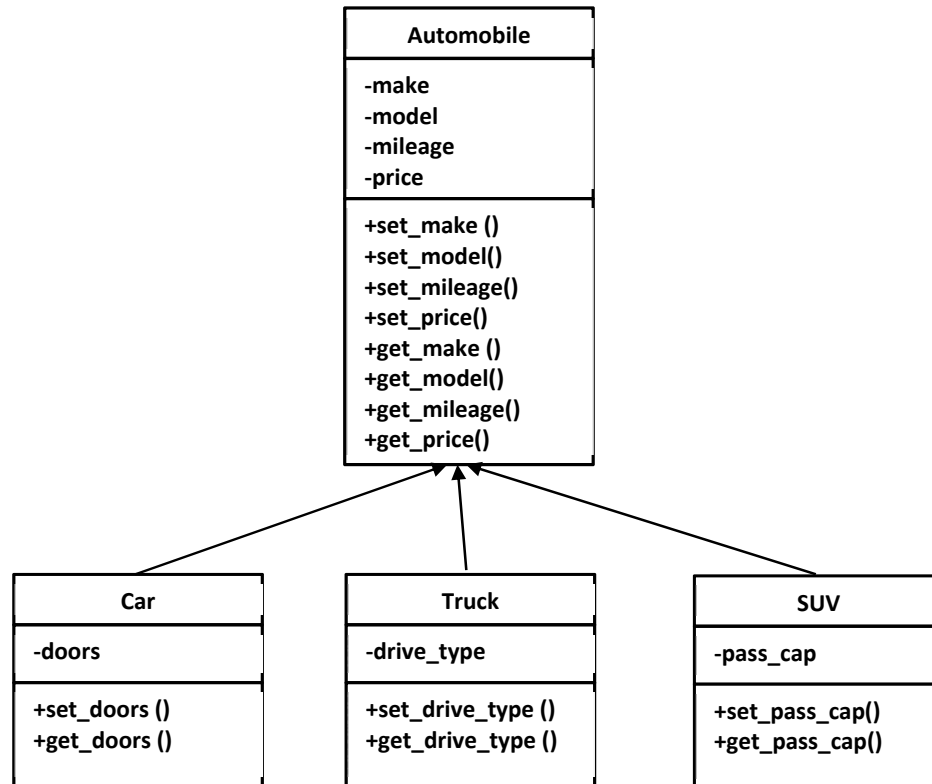 Automobile
-make
-model
-mileage
-price
+set_make ()
+set_model()
+set_mileage()
+set_price()
+get_make ()
+get_model()
+get_mileage()
+get_price()
Car
-doors
+set_doors ()
+get_doors ()
Truck
-drive_type
+set_drive_type ()
+get_drive_type ()
SUV
-pass_cap
+set_pass_cap()
+get_pass_cap()